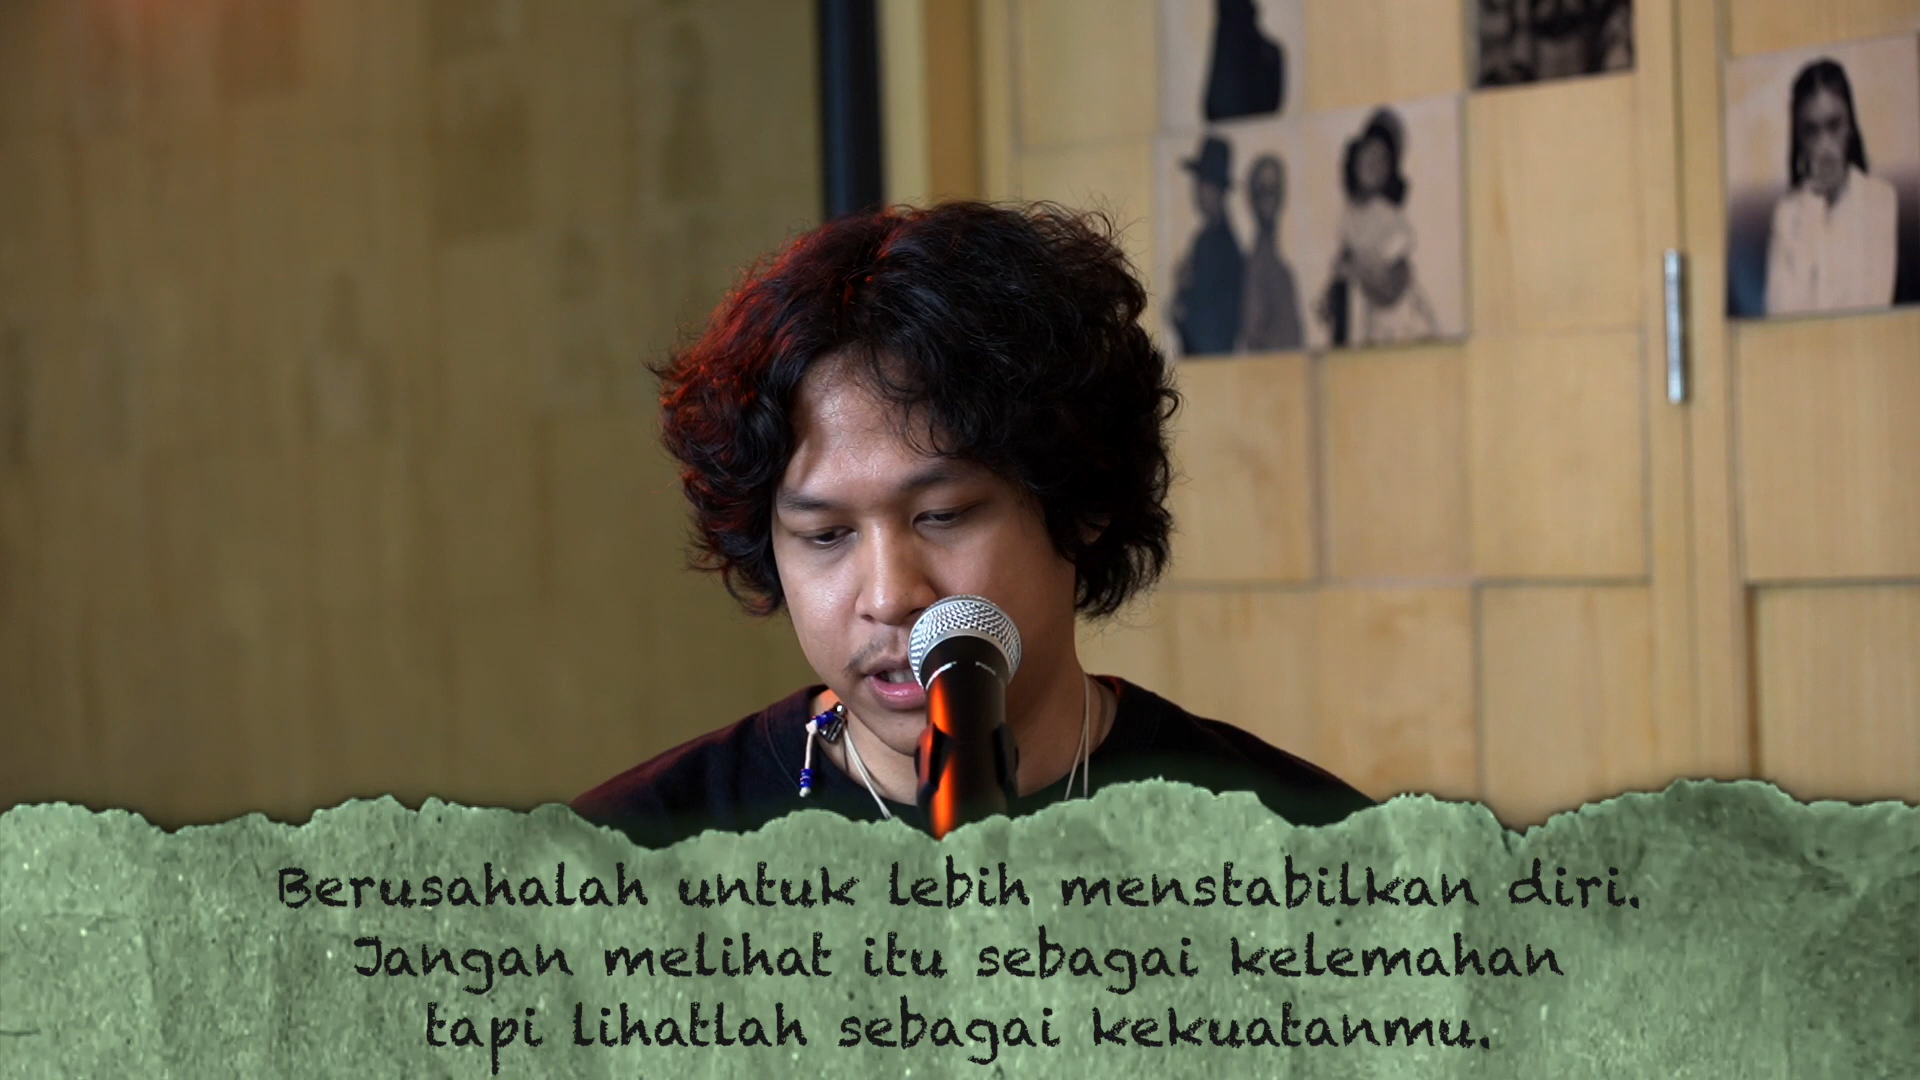 Berusahalah untuk lebih menstabilkan diri.
Jangan melihat itu sebagai kelemahan
tapi lihatlah sebagai kekuatanmu.